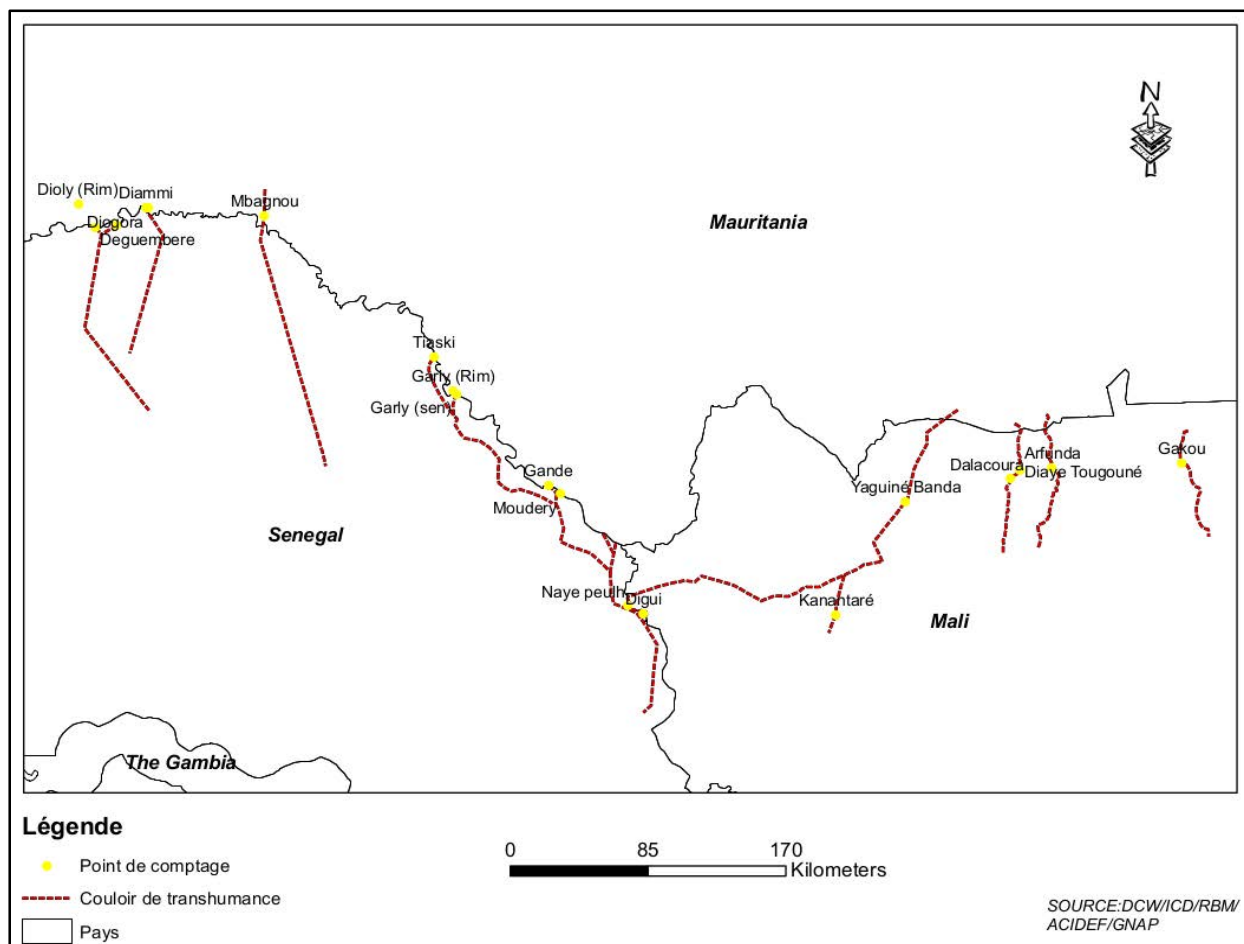 N
Dioly (Rim)
Diammi
Mbagnou
Diogora
Deguembere
Mauritania
Tiaski
Garly (Rim)
Garly (sen)
Gande
Moudery
Senegal
Yaguiné Banda
Dalacoura
Arfunda
Diaye Tougouné
Gakou
Naye peulh
Digui
Kanantaré
Mali
The Gambia
Légende
Point de comptage
Couloir de transhumance
Pays
0 85 170
Kilometers
SOURCE:DCW/ICD/RBM/
ACIDEF/GNAP